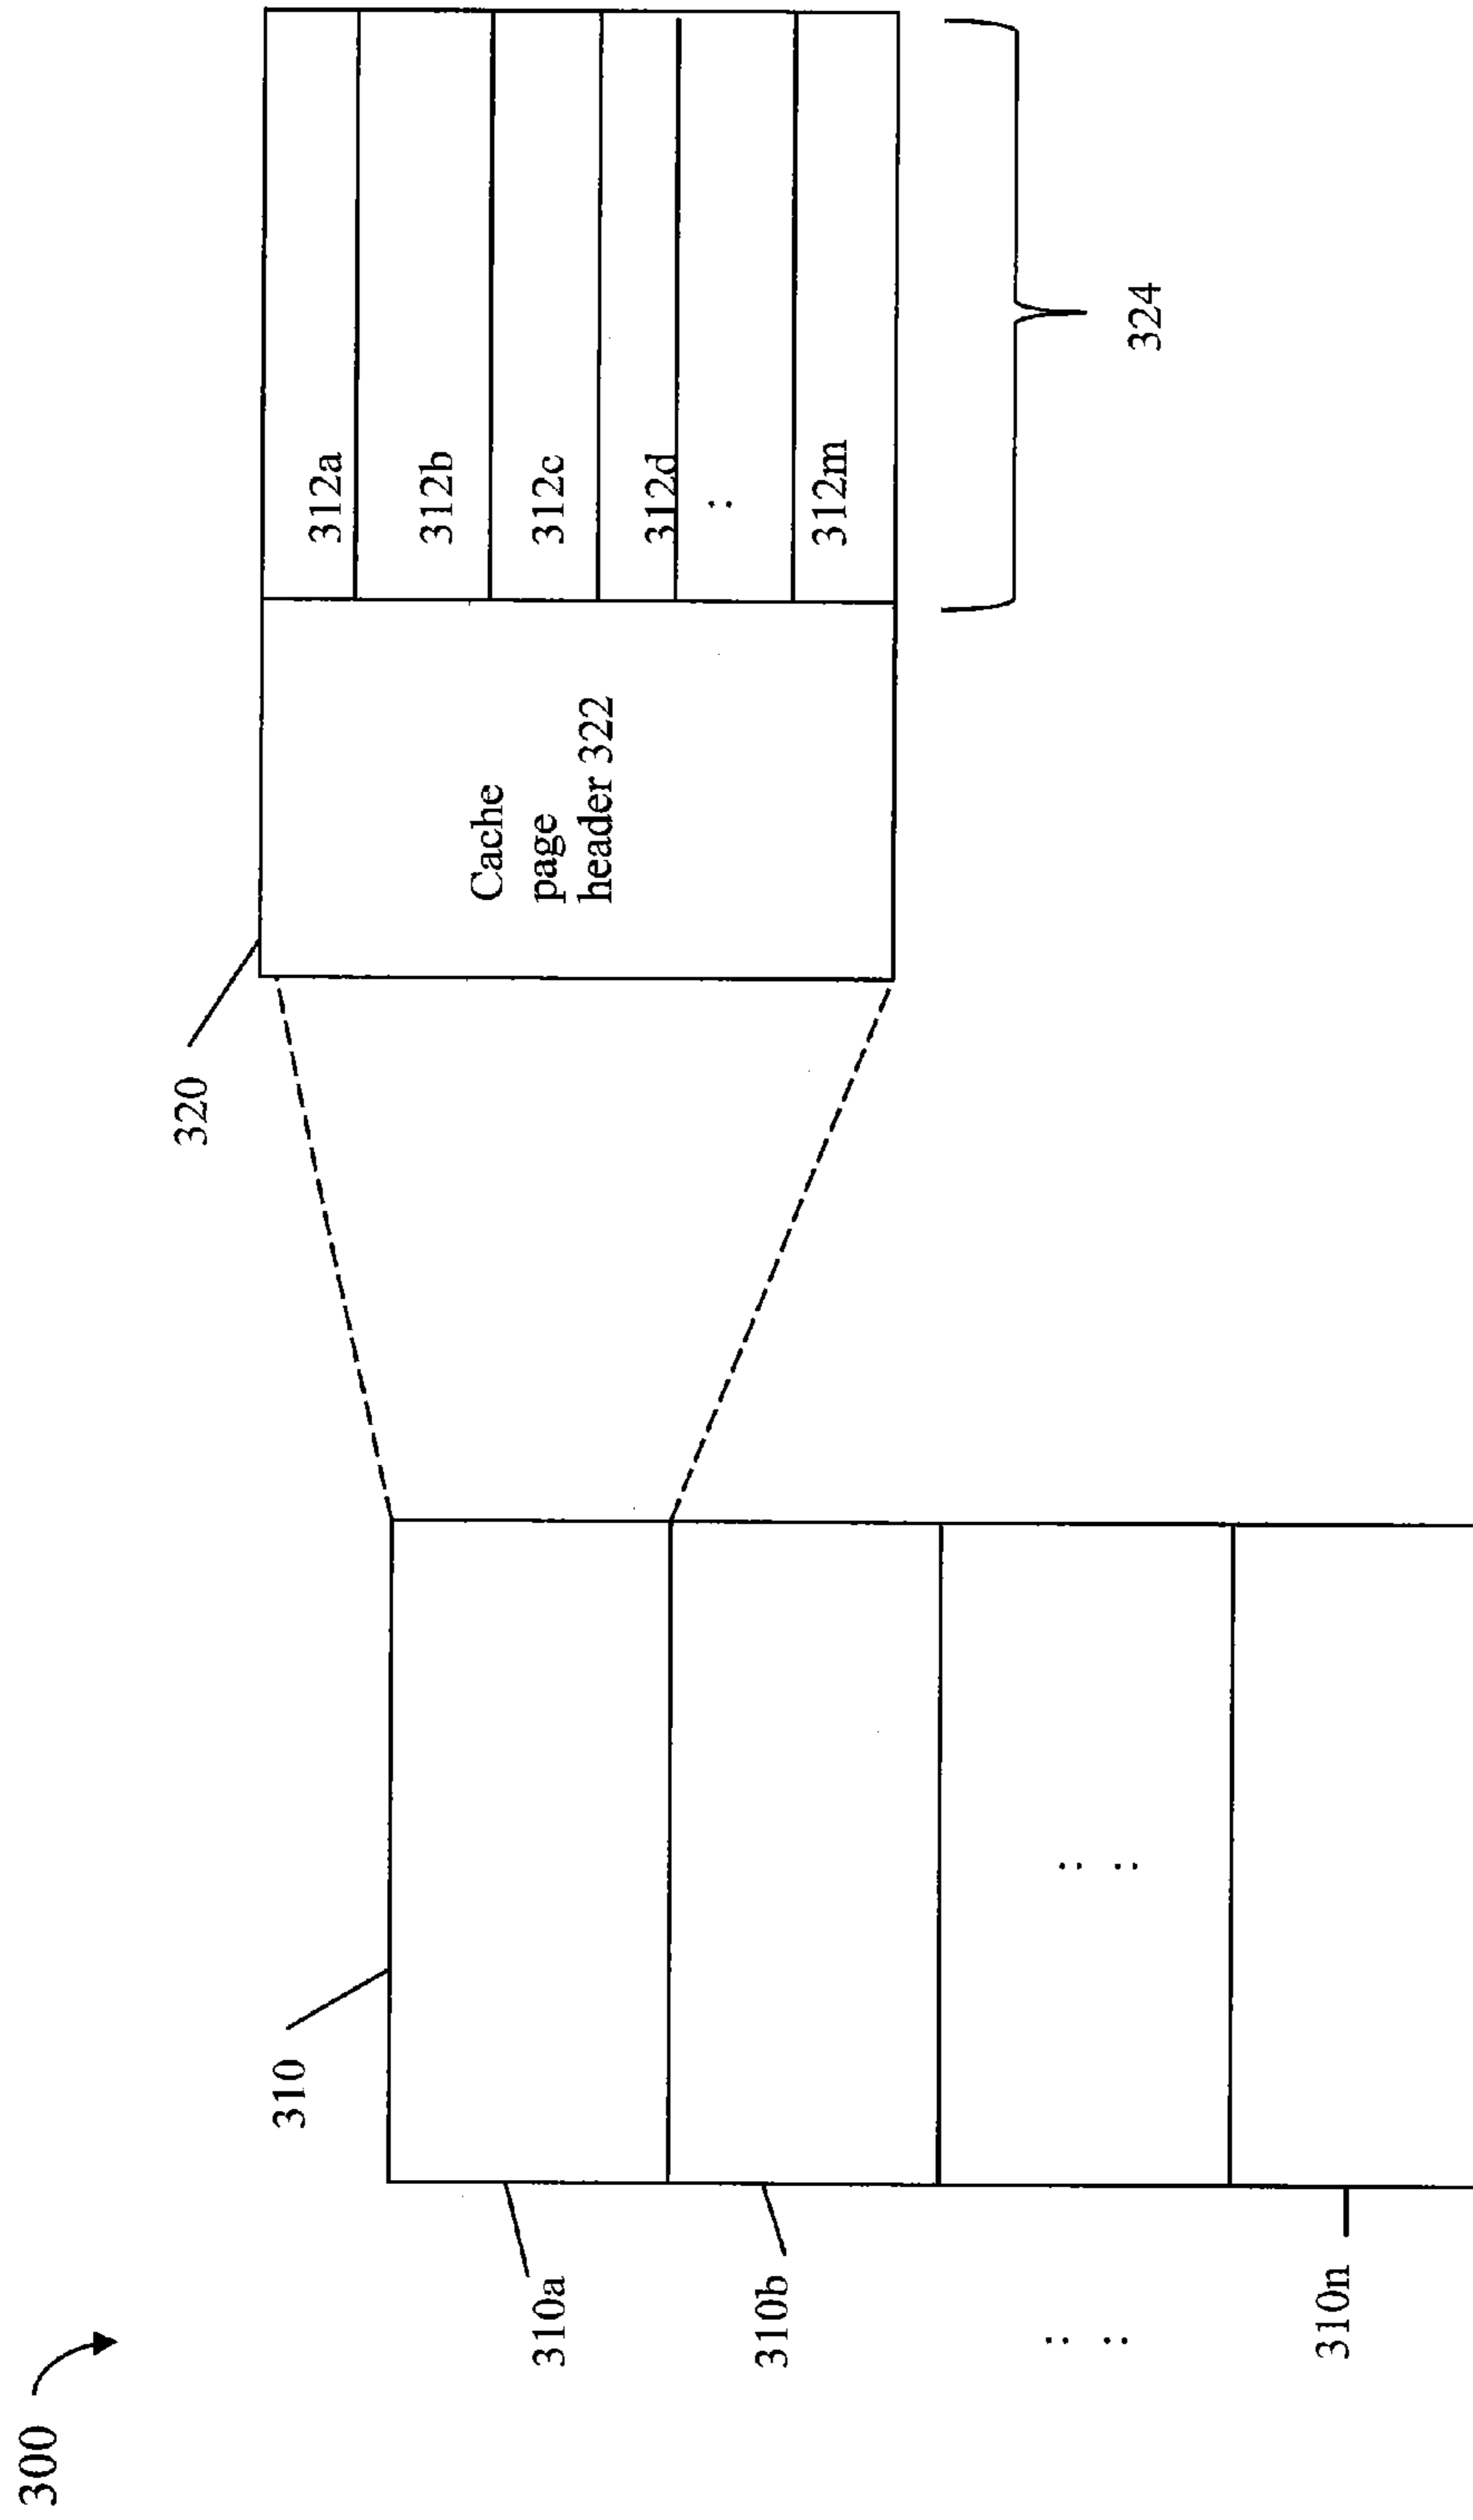 300
310
320
310a
310b
: :
310n
: :
Cache
page
header 322
312a
312b
312c
312d
:
312m
324